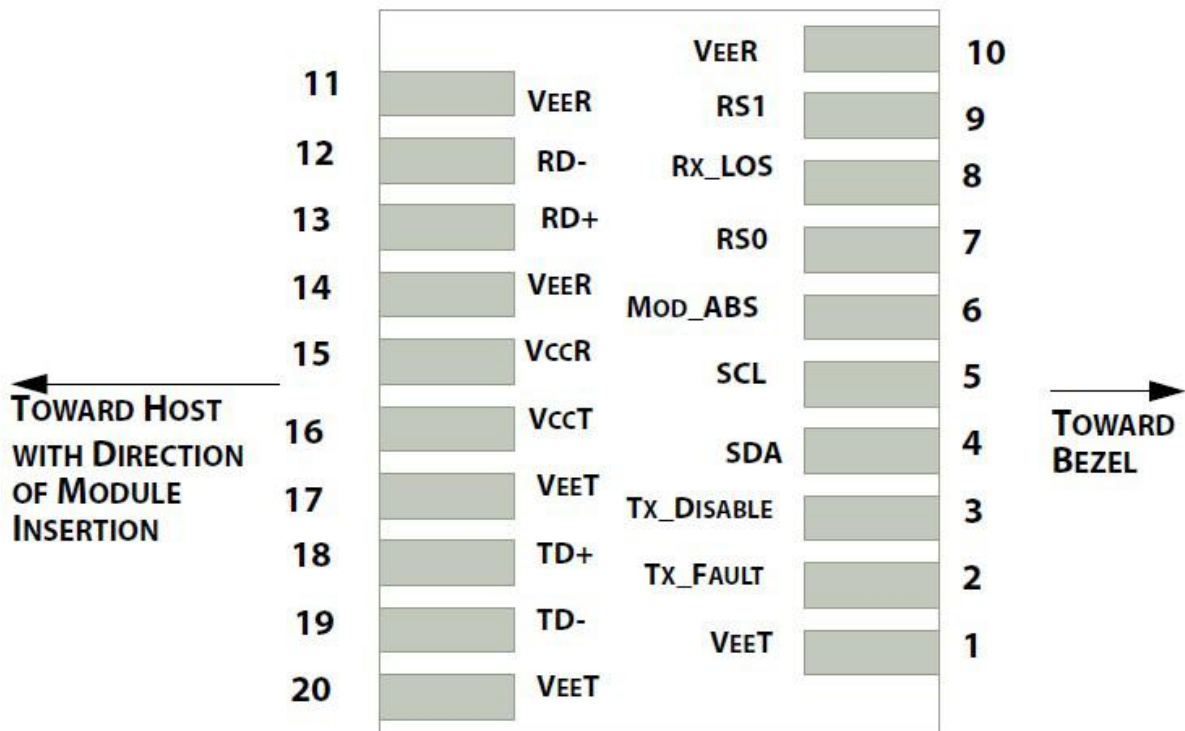 11 VEER
12 RD-
13 RD+
14 VEER
15 VCCR
16 VCCT
17 VEET
18 TD+
19 TD-
20 VEET
VEER 10
RS1 9
RX_LOS 8
RS0 7
MOD_ABS 6
SCL 5
SDA 4
TX_DISABLE 3
TX_FAULT 2
VEET 1
TOWARD HOST
WITH DIRECTION
OF MODULE
INSERTION
TOWARD
BEZEL